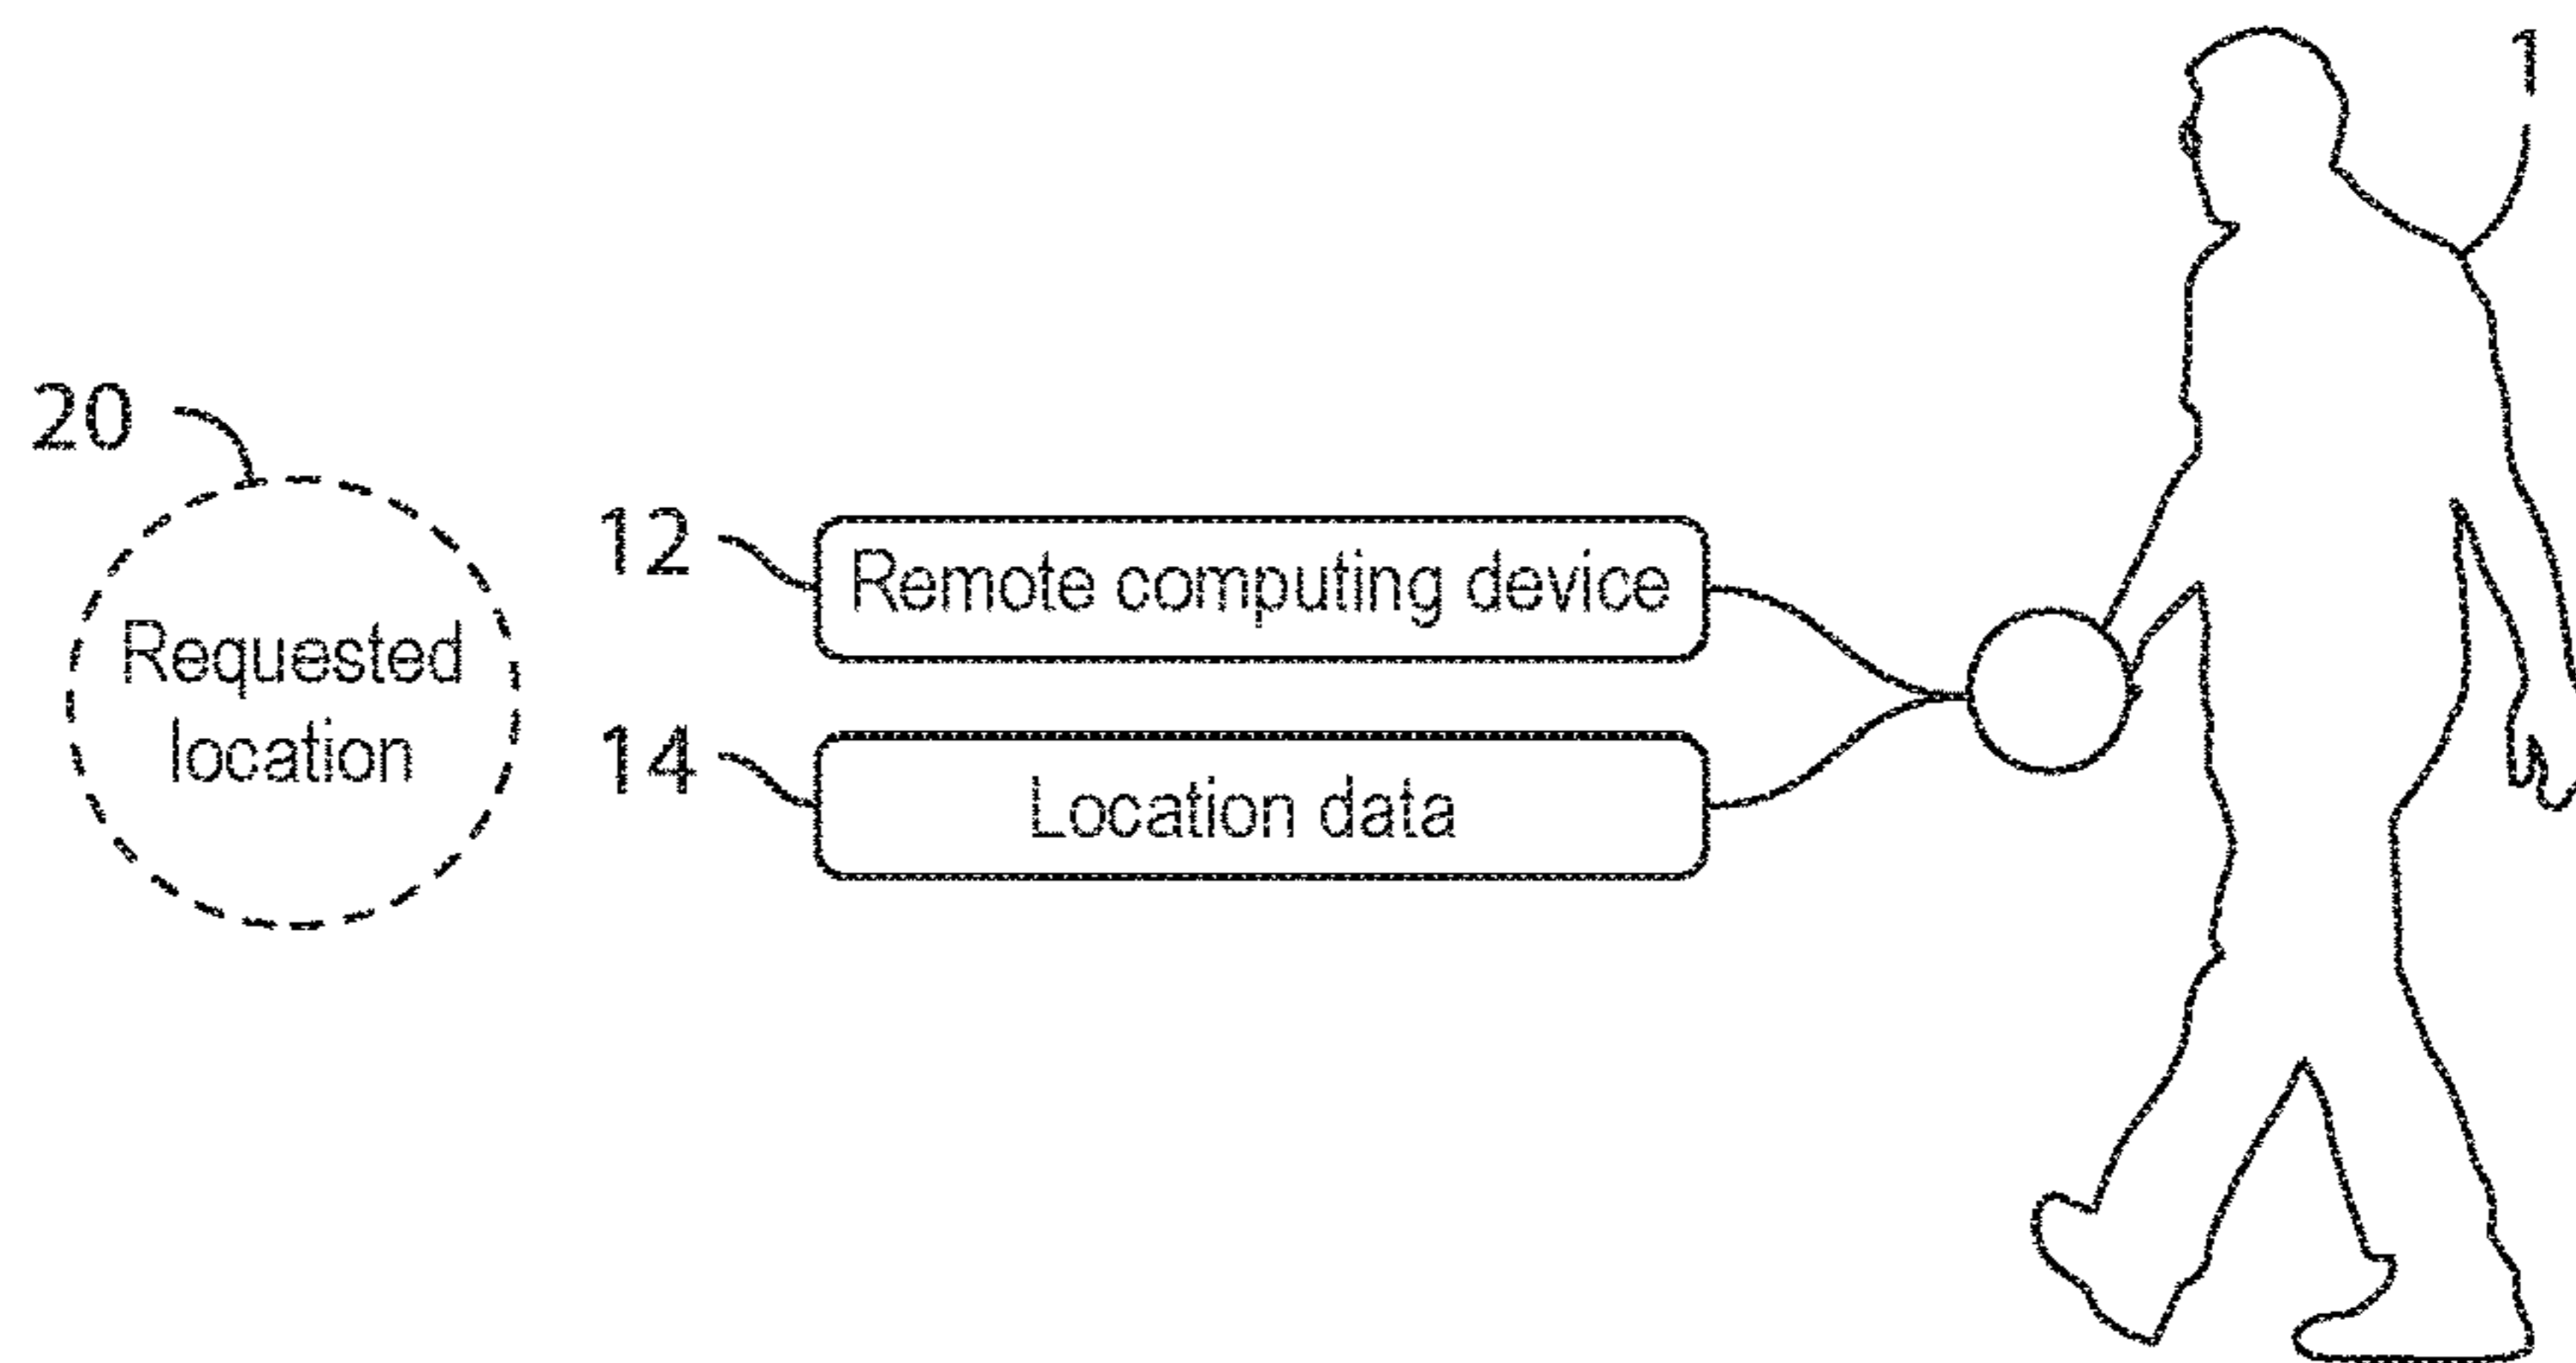 1
20
12
Remote computing device
Requested
location
14
Location data